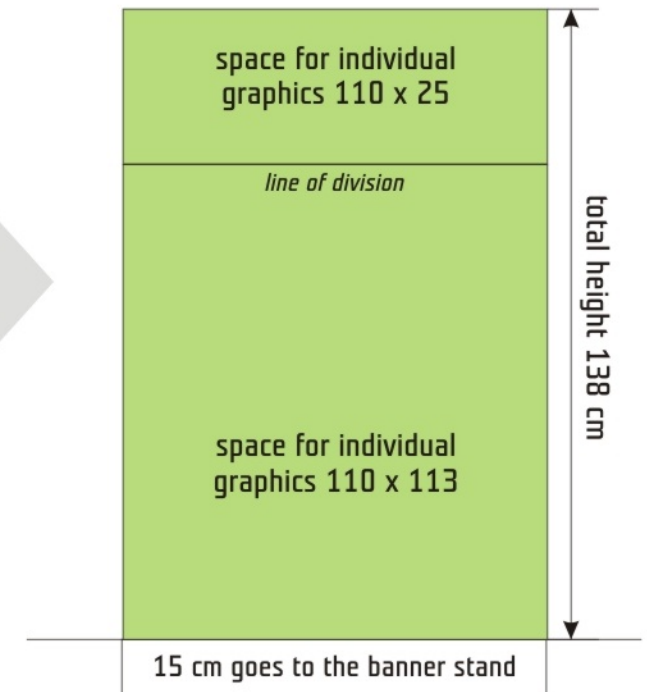 space for individual
graphics 110 x 25
line of division
total height 138 cm
space for individual
graphics 110 x 113
15 cm goes to the banner stand